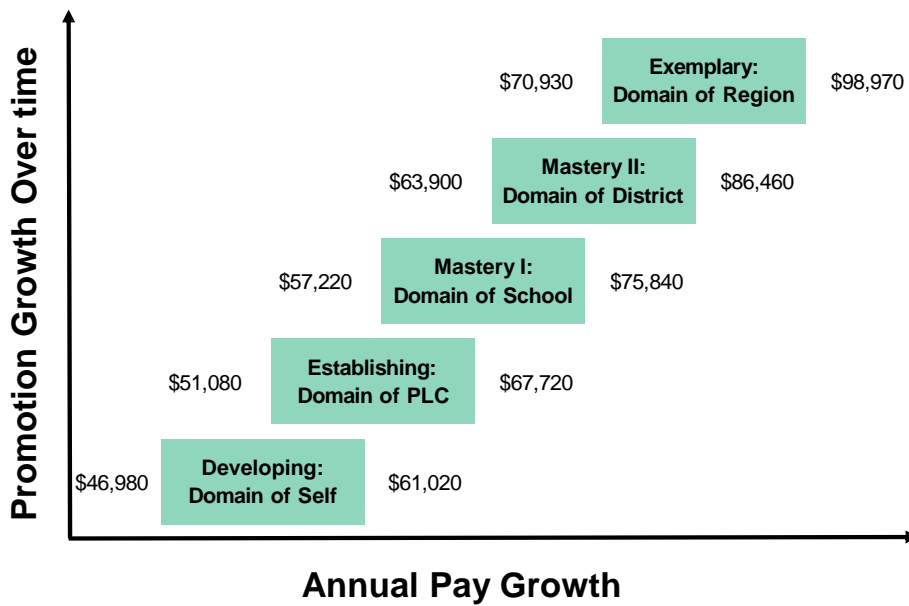 Promotion Growth Over time
$70,930
Exemplary:
Domain of Region
$98,970
$63,900
Mastery II:
Domain of District
$86,460
$57,220
Mastery I:
Domain of School
$75,840
$51,080
Establishing:
Domain of PLC
$67,720
$46,980
Developing:
Domain of Self
$61,020
Annual Pay Growth